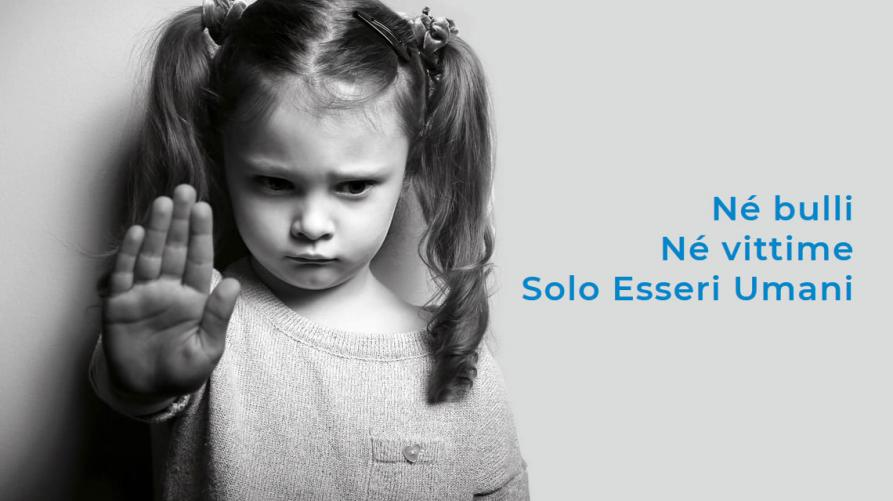 Né bulli
Né vittime
Solo Esseri Umani